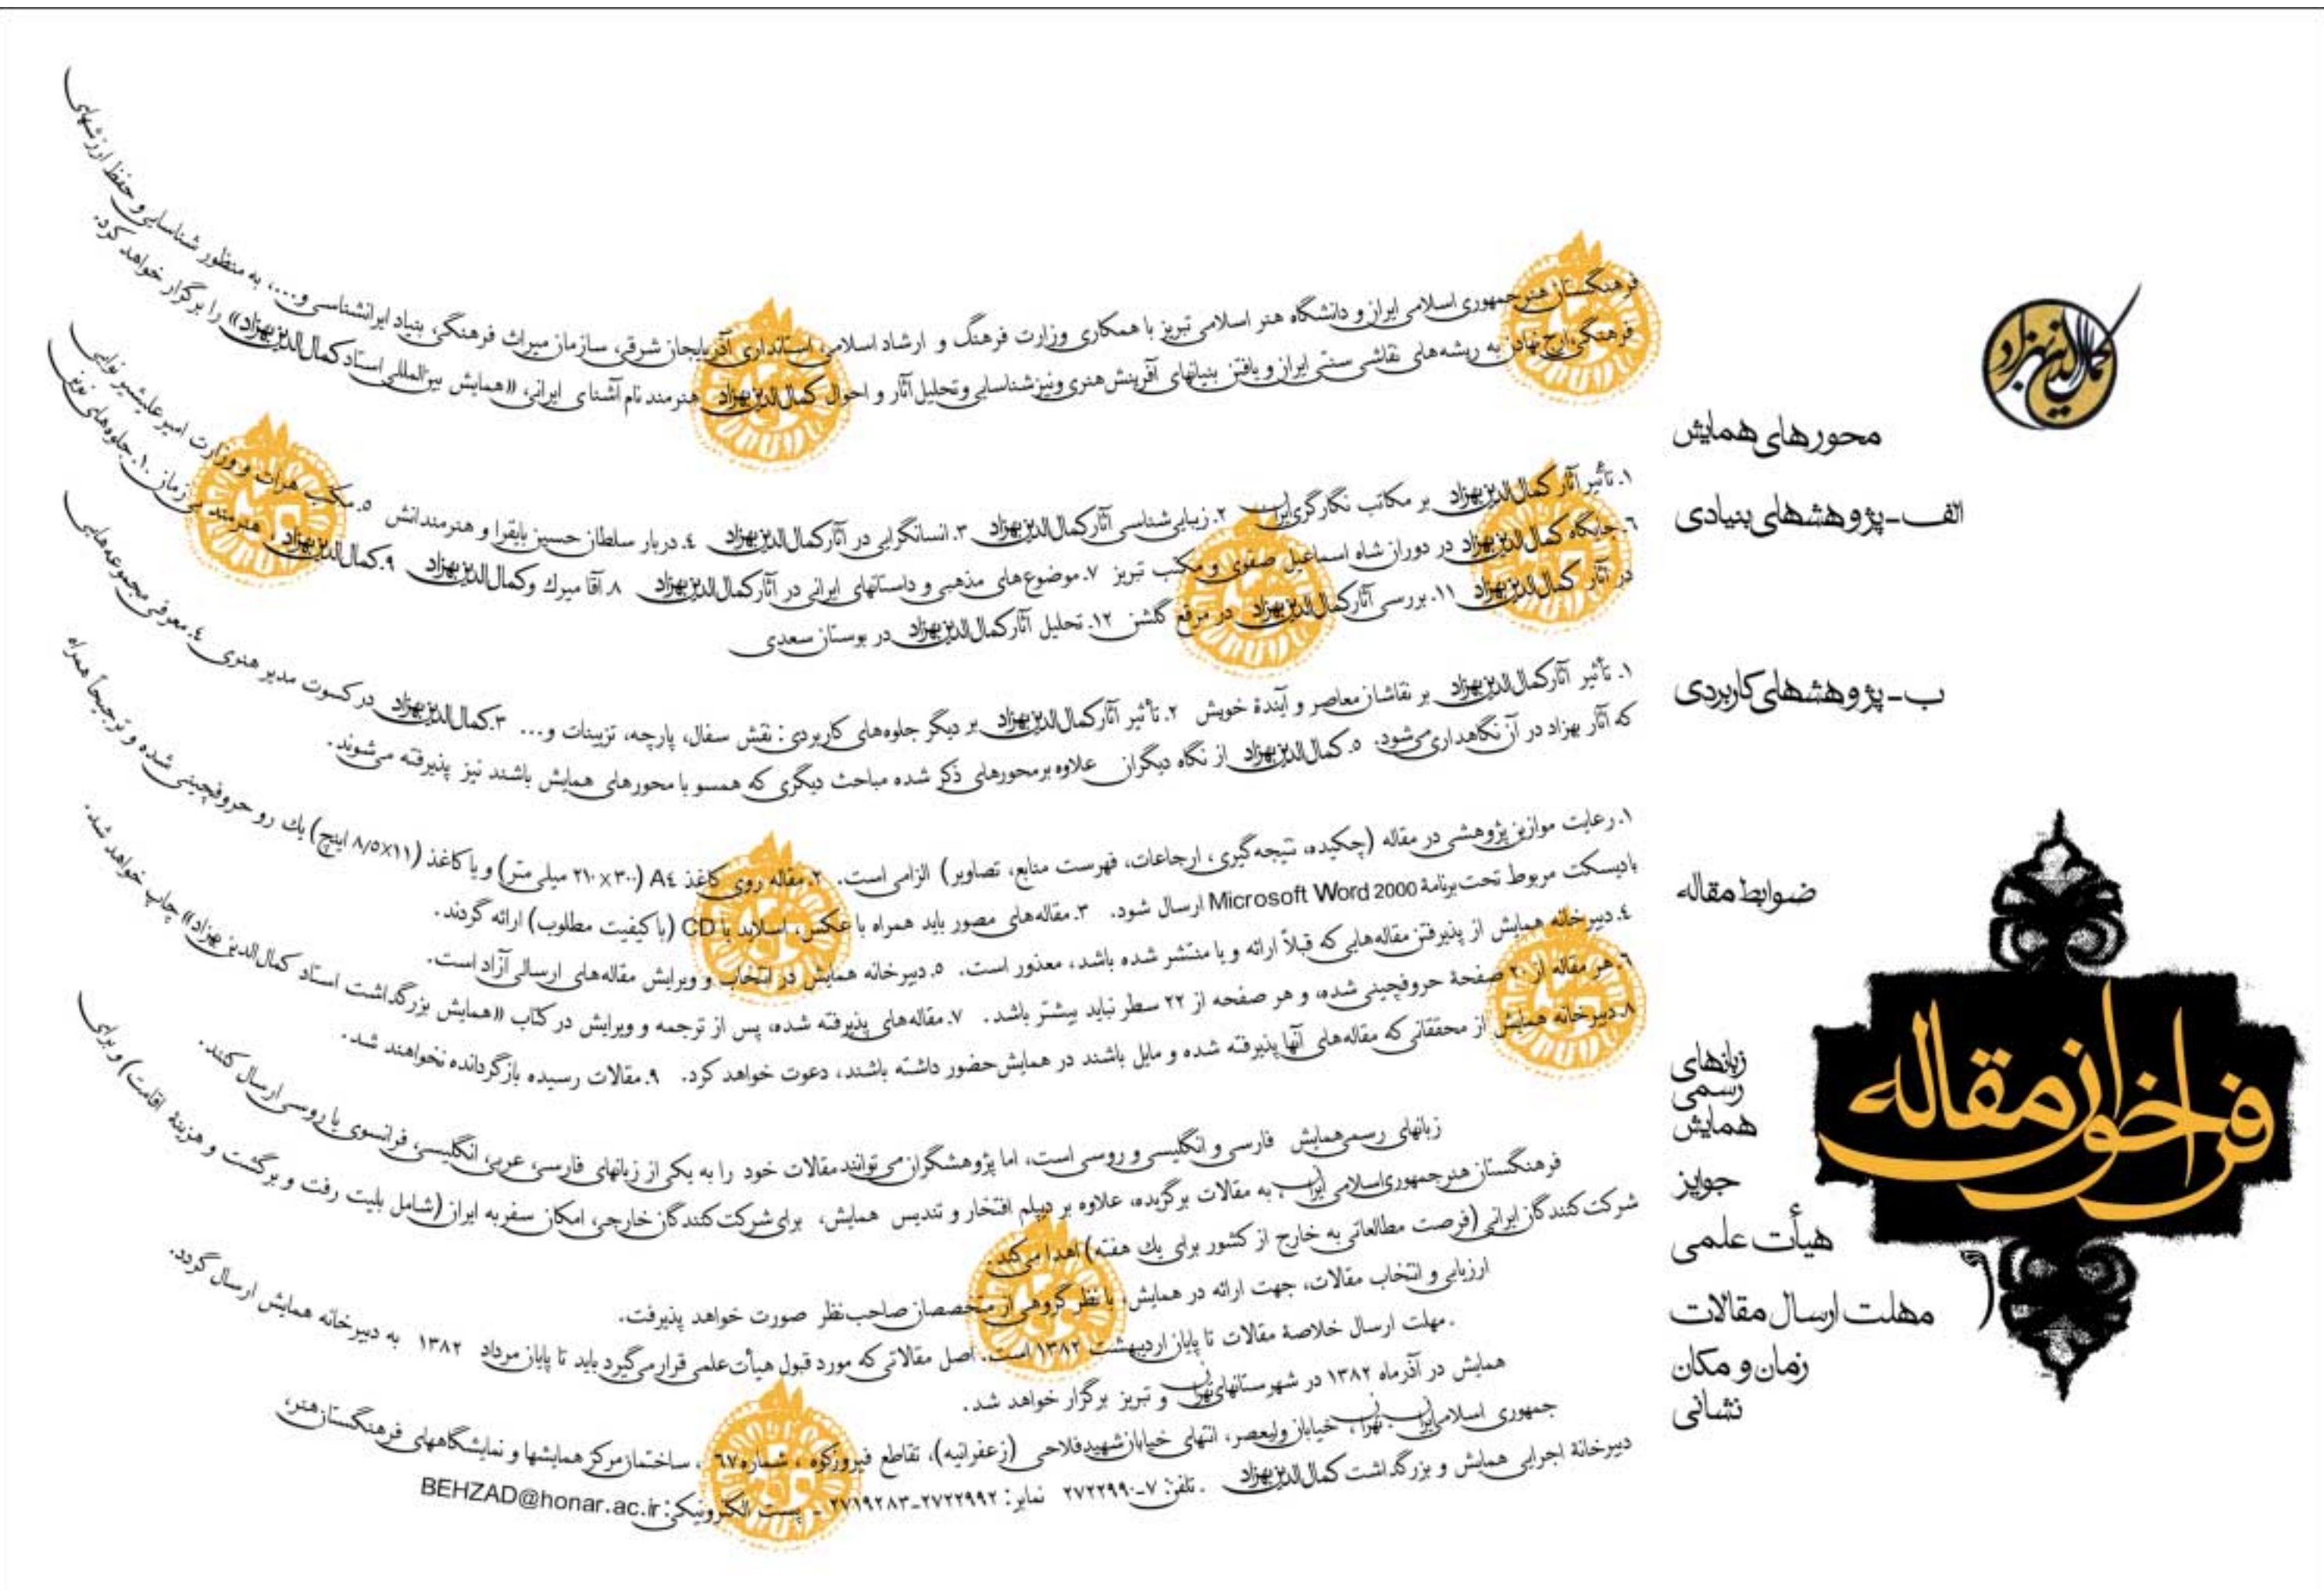 کمال‌الدین بهزاد
فرهنگستان هنر جمهوری اسلامی ایران و دانشگاه هنر اسلامی تبریز با همکاری وزارت فرهنگ و ارشاد اسلامی، استانداری آذربایجان شرقی، سازمان میراث فرهنگی، بنیاد ایرانشناسی و...، به منظور شناسایی و حفظ ارزشهای
فرهنگی، ارج نهادن به ریشه‌های نقاشی سنتی ایران و یافتن بنیانهای آفرینش هنری و نیز شناسایی و تحلیل آثار و احوال کمال‌الدین بهزاد هنرمند نام آشنای ایرانی، «همایش بین‌المللی استاد کمال‌الدین بهزاد» را برگزار خواهد کرد.
محورهای همایش
الف-پژوهشهای بنیادی
۱. تأثیر آثار کمال‌الدین بهزاد بر مکاتب نگارگری ایران ۲. زیبایی‌شناسی آثار کمال‌الدین بهزاد ۳. انسانگرایی در آثار کمال‌الدین بهزاد ۴. دربار سلطان حسین بایقرا و هنرمندانش ۵. مکتب هرات و وزارت امیر علیشیر نوایی
۶. جایگاه کمال‌الدین بهزاد در دوران شاه اسماعیل صفوی و مکتب تبریز ۷. موضوع‌های مذهبی و داستانهای ایرانی در آثار کمال‌الدین بهزاد ۸. آقا میرك و کمال‌الدین بهزاد ۹. کمال‌الدین بهزاد، هنرمند بی زمان ۱۰. جلوه‌های نوین
در آثار کمال‌الدین بهزاد ۱۱. بررسی آثار کمال‌الدین بهزاد در مرقع گلشن ۱۲. تحلیل آثار کمال‌الدین بهزاد در بوستان سعدی
ب-پژوهشهای کاربردی
۱. تأثیر آثار کمال‌الدین بهزاد بر نقاشان معاصر و آیندهٔ خویش ۲. تأثیر آثار کمال‌الدین بهزاد بر دیگر جلوه‌های کاربردی: نقش سفال، پارچه، تزیینات و... ۳. کمال‌الدین بهزاد در کسوت مدیر هنری ۴. معرفی مجموعه‌هایی
که آثار بهزاد در آن نگاهداری می‌شود. ۵. کمال‌الدین بهزاد از نگاه دیگران علاوه بر محورهای ذکر شده مباحث دیگری که همسو با محورهای همایش باشند نیز پذیرفته می‌شوند.
ضوابط مقاله
۱. رعایت موازین پژوهشی در مقاله (چکیده، نتیجه‌گیری، ارجاعات، فهرست منابع، تصاویر) الزامی است. ۲. مقاله روی کاغذ A٤ (۳۰۰×۲۱۰ میلی متر) و یا کاغذ (۱۱×۸/۵ اینچ) یك رو حروفچینی شده و ترجیحاً همراه
با دیسکت مربوط تحت برنامهٔ Microsoft Word 2000 ارسال شود. ۳. مقاله‌های مصور باید همراه با عکس، اسلاید یا CD (با کیفیت مطلوب) ارائه گردند.
۴. دبیرخانه همایش از پذیرفتن مقاله‌هایی که قبلاً ارائه و یا منتشر شده باشد، معذور است. ۵. دبیرخانه همایش در انتخاب و ویرایش مقاله‌های ارسالی آزاد است.
۶. هر مقاله از ۲۰ صفحهٔ حروفچینی شده، و هر صفحه از ۲۲ سطر نباید بیشتر باشد. ۷. مقاله‌های پذیرفته شده، پس از ترجمه و ویرایش در کتاب «همایش بزرگداشت استاد کمال‌الدین بهزاد» چاپ خواهد شد.
۸. دبیرخانه همایش از محققانی که مقاله‌های آنها پذیرفته شده و مایل باشند در همایش حضور داشته باشند، دعوت خواهد کرد. ۹. مقالات رسیده بازگردانده نخواهند شد.
فراخوان مقاله
زبانهای
رسمی
همایش
زبانهای رسمی همایش فارسی و انگلیسی و روسی است، اما پژوهشگران می توانند مقالات خود را به یکی از زبانهای فارسی، عربی، انگلیسی، فرانسوی یا روسی ارسال کنند.
جوایز
فرهنگستان هنر جمهوری اسلامی ایران، به مقالات برگزیده، علاوه بر دیپلم افتخار و تندیس همایش، برای شرکت کنندگان خارجی، امکان سفر به ایران (شامل بلیت رفت و برگشت و هزینهٔ اقامت) و برای
شرکت کنندگان ایرانی (فرصت مطالعاتی به خارج از کشور برای یك هفته) اهدا می‌کند.
هیأت علمی
ارزیابی و انتخاب مقالات، جهت ارائه در همایش، با نظر گروهی از متخصصان صاحب نظر صورت خواهد پذیرفت.
مهلت ارسال مقالات
. مهلت ارسال خلاصهٔ مقالات تا پایان اردیبهشت ۱۳۸۲ است. اصل مقالاتی که مورد قبول هیأت علمی قرار می‌گیرد باید تا پایان مرداد ۱۳۸۲ به دبیرخانه همایش ارسال گردد.
زمان و مکان
همایش در آذرماه ۱۳۸۲ در شهرستانهای تهران و تبریز برگزار خواهد شد.
نشانی
جمهوری اسلامی ایران، تهران، خیابان ولیعصر، انتهای خیابان شهید فلاحی (زعفرانیه)، تقاطع فیروزکوه، شماره ۶۷، ساختمان مرکز همایشها و نمایشگاههای فرهنگستان هنر،
دبیرخانهٔ اجرایی همایش و بزرگداشت کمال‌الدین بهزاد. تلفن: ۷-۲۷۲۲۹۹۰ نمابر: ۲۷۲۲۹۹۲-۲۷۱۹۲۸۳ - پست الکترونیکی: BEHZAD@honar.ac.ir